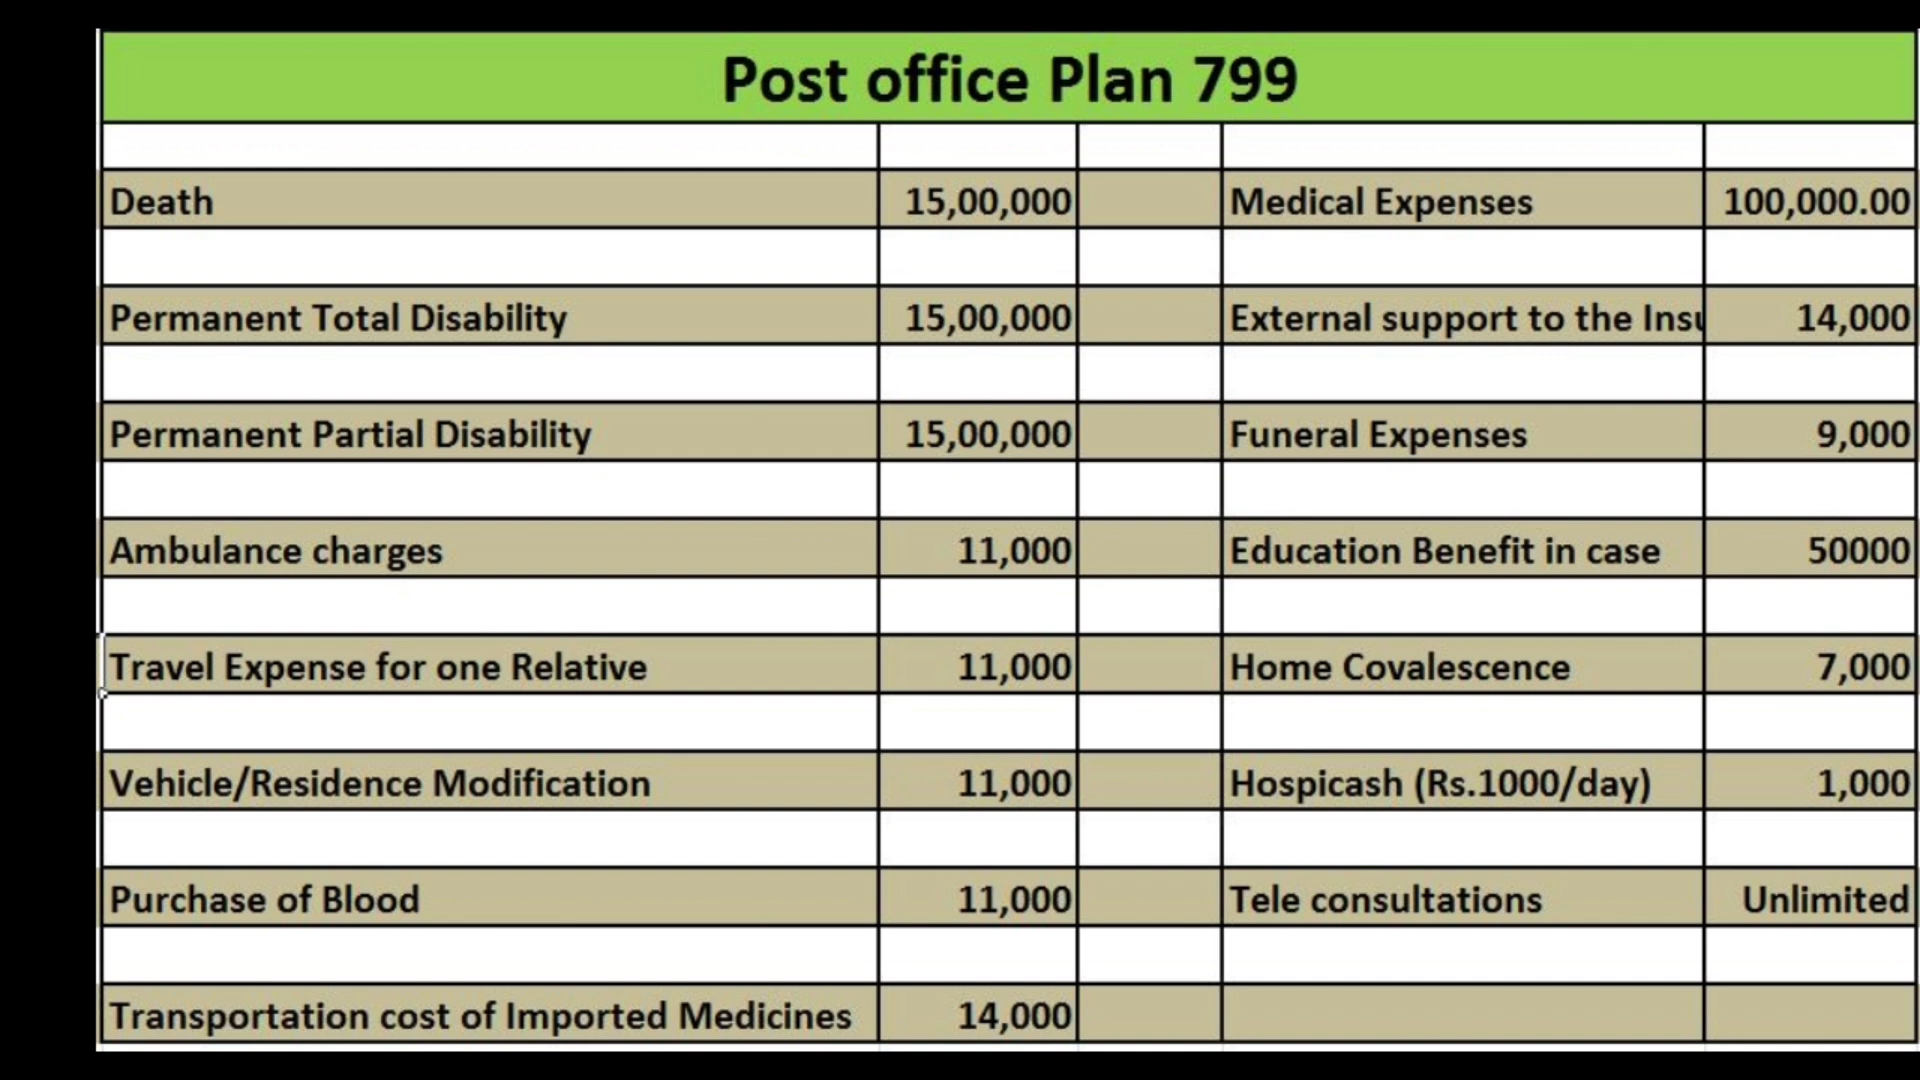 Post office Plan 799
Death 15,00,000 Medical Expenses 100,000.00
Permanent Total Disability 15,00,000 External support to the 14,000
Permanent Partial Disability 15,00,000 Funeral Expenses 9,000
Ambulance charges 11,000 Education Benefit in case 50000
Travel Expense for one Relative 11,000 Home Covalescence 7,000
Vehicle/Residence Modification 11,000 Hospicash (Rs.1000/day) 1,000
Purchase of Blood 11,000 Tele consultations Unlimited
Transportation cost of Imported Medicines 14,000